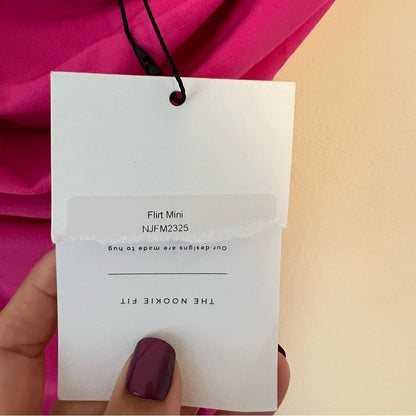 Flirt Mini
NJFM2325
Our designs are made to hug
THE NOOKIE FIT